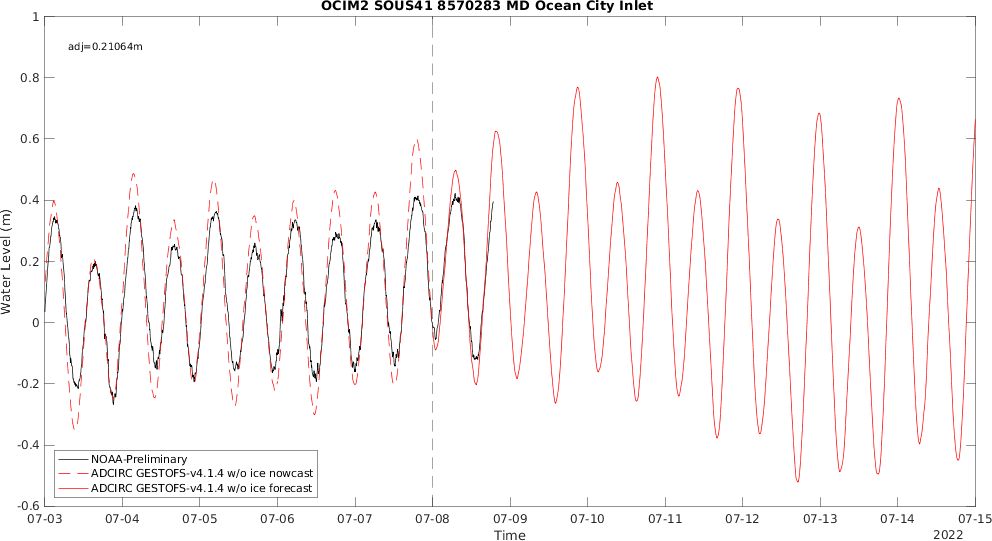 OCIM2 SOUS41 8570283 MD Ocean City Inlet
adj=0.21064m
1
0.8
0.6
0.4
0.2
0
-0.2
-0.4
-0.6
Water Level (m)
NOAA-Preliminary
ADCIRC GESTOFS-v4.1.4 w/o ice nowcast
ADCIRC GESTOFS-v4.1.4 w/o ice forecast
07-03 07-04 07-05 07-06 07-07 07-08 07-09 07-10 07-11 07-12 07-13 07-14 07-15
Time
2022